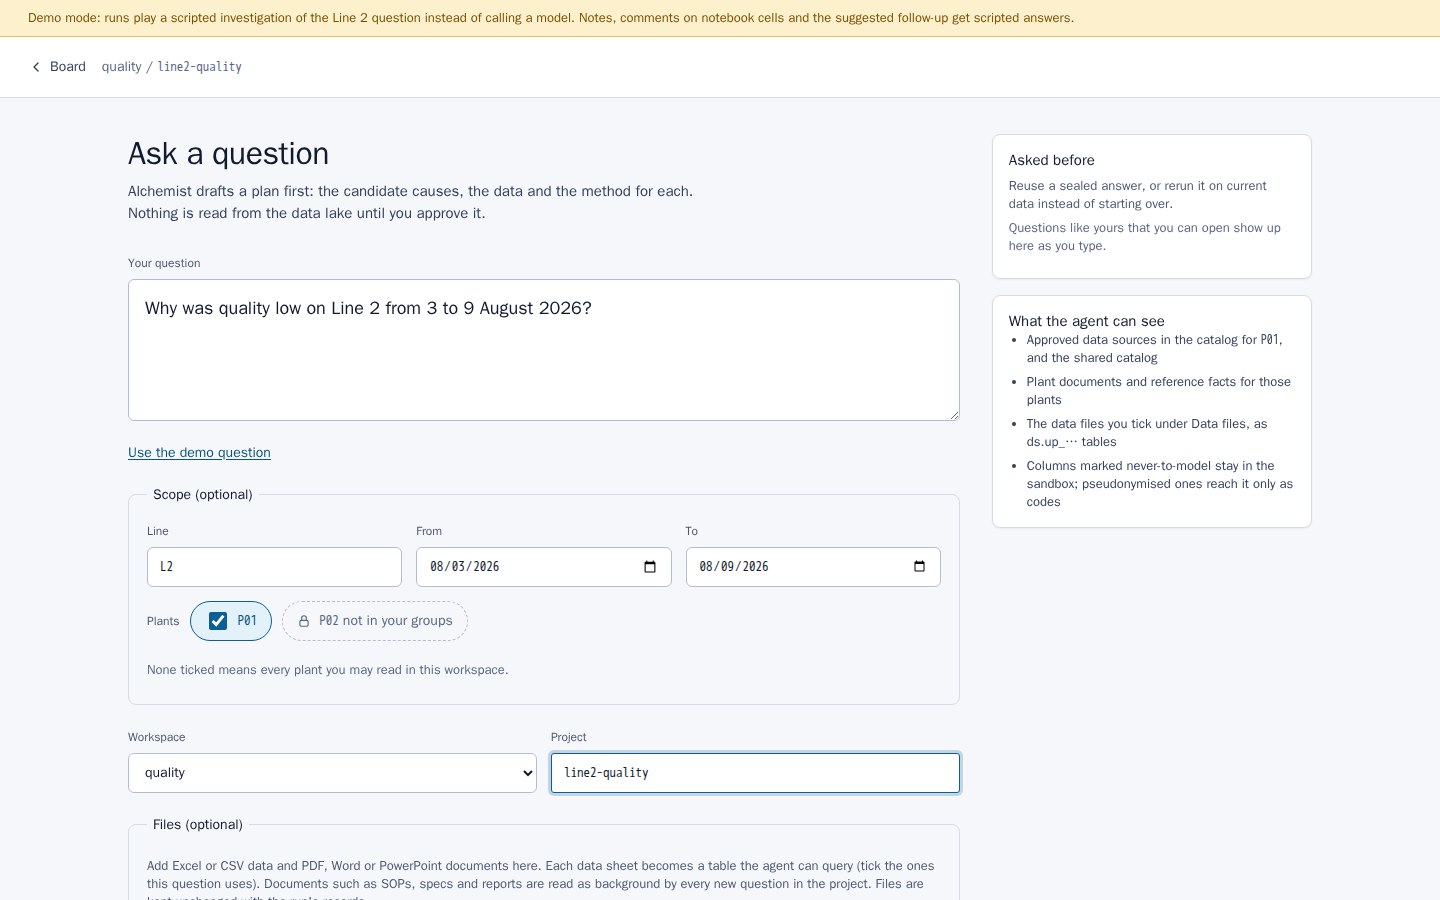 Demo mode: runs play a scripted investigation of the Line 2 question instead of calling a model. Notes, comments on notebook cells and the suggested follow-up get scripted answers.
Board quality / line2-quality
Ask a question
Alchemist drafts a plan first: the candidate causes, the data and the method for each.
Nothing is read from the data lake until you approve it.
Your question
Why was quality low on Line 2 from 3 to 9 August 2026?
Use the demo question
Scope (optional)
Line From To
L2 08/03/2026 08/09/2026
Plants P01 P02 not in your groups
None ticked means every plant you may read in this workspace.
Workspace Project
quality line2-quality
Files (optional)
Add Excel or CSV data and PDF, Word or PowerPoint documents here. Each data sheet becomes a table the agent can query (tick the ones
this question uses). Documents such as SOPs, specs and reports are read as background by every new question in the project. Files are
kept unchanged with the run's records.
Asked before
Reuse a sealed answer, or rerun it on current
data instead of starting over.
Questions like yours that you can open show up
here as you type.
What the agent can see
• Approved data sources in the catalog for P01,
and the shared catalog
• Plant documents and reference facts for those
plants
• The data files you tick under Data files, as
ds.up_⋯ tables
• Columns marked never-to-model stay in the
sandbox; pseudonymised ones reach it only as
codes